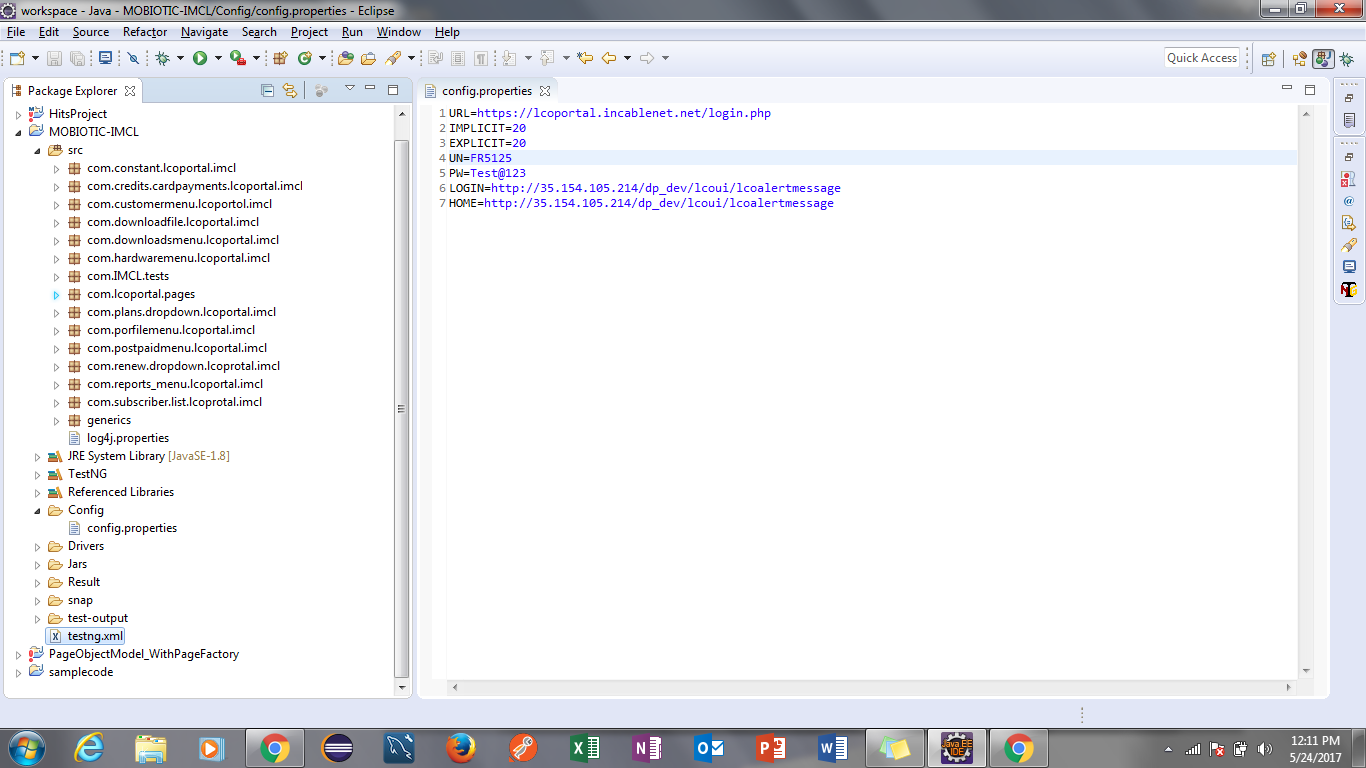 workspace - Java - MOBIOTIC-IMCL/Config/config.properties - Eclipse
File Edit Source Refactor Navigate Search Project Run Window Help
Quick Access
Package Explorer
config.properties
HitsProject
MOBIOTIC-IMCL
src
com.constant.lcoportal.imcl
com.credits.cardpayments.lcoportal.imcl
com.customermenu.lcoportol.imcl
com.downloadfile.lcoportal.imcl
com.downloadsmenu.lcoportal.imcl
com.hardwaremenu.lcoportal.imcl
com.IMCL.tests
com.lcoportal.pages
com.plans.dropdown.lcoportal.imcl
com.porfilemenu.lcoportal.imcl
com.postpaidmenu.lcoportal.imcl
com.renew.dropdown.lcoprotal.imcl
com.reports_menu.lcoportal.imcl
com.subscriber.list.lcoprotal.imcl
generics
log4j.properties
JRE System Library [JavaSE-1.8]
TestNG
Referenced Libraries
Config
config.properties
Drivers
Jars
Result
snap
test-output
testng.xml
PageObjectModel_WithPageFactory
samplecode
1 URL=https://lcoportal.incablenet.net/login.php
2 IMPLICIT=20
3 EXPLICIT=20
4 UN=FR5125
5 PW=Test@123
6 LOGIN=http://35.154.105.214/dp_dev/lcoui/lcoalertmessage
7 HOME=http://35.154.105.214/dp_dev/lcoui/lcoalertmessage
Java EE
IDE
12:11 PM
5/24/2017